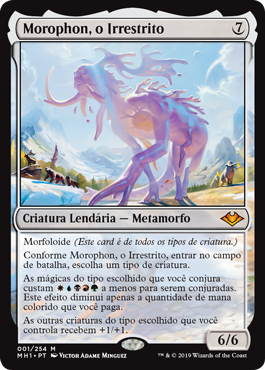 Morophon, o Irrestrito 7
Criatura Lendária — Metamorfo
Morfoloide (Este card é de todos os tipos de criatura.)
Conforme Morophon, o Irrestrito, entrar no campo
de batalha, escolha um tipo de criatura.
As mágicas do tipo escolhido que você conjura
custam a menos para serem conjuradas.
Este efeito diminui apenas a quantidade de mana
colorido que você paga.
As outras criaturas do tipo escolhido que você
controla recebem +1/+1.
6/6
001/254 M
MH1 • PT Victor Adame Minguez
™ & © 2019 Wizards of the Coast